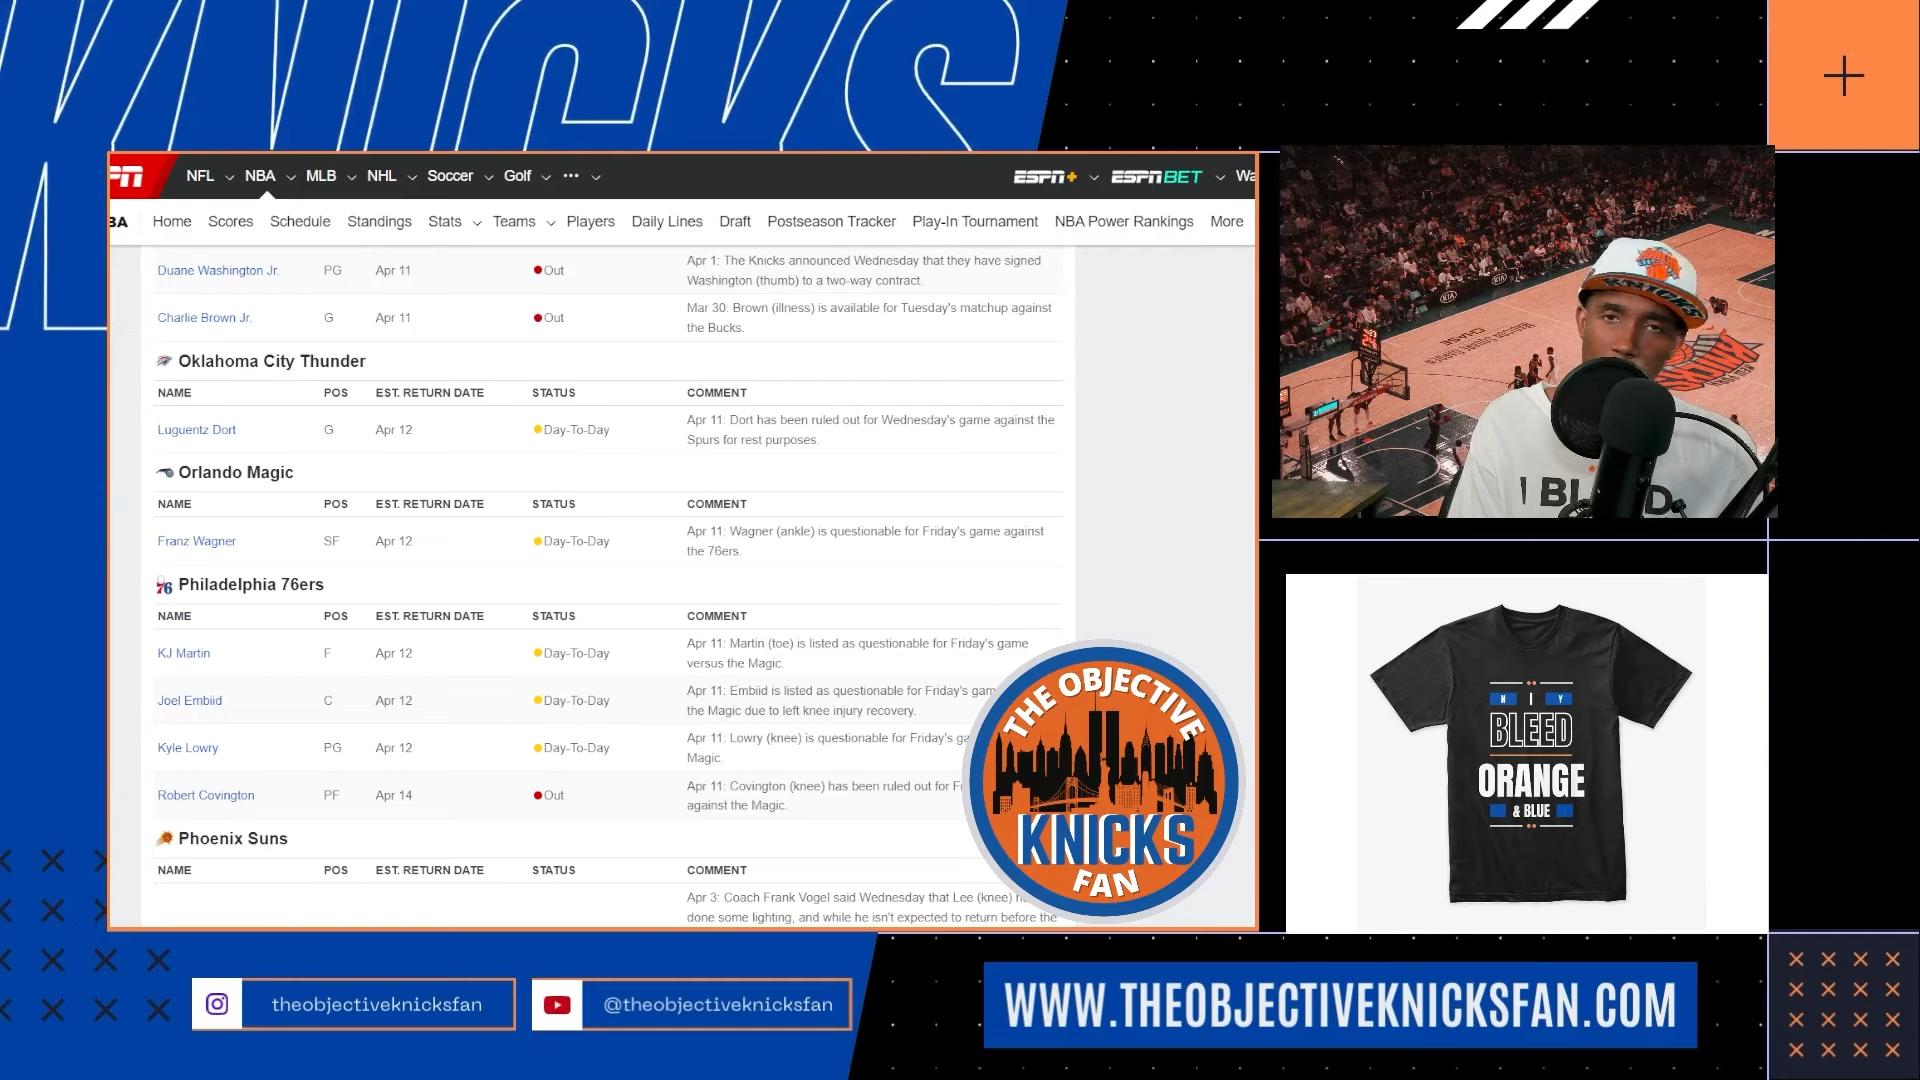 KNICKS
NFL NBA MLB NHL Soccer Golf ... ESPN+ ESPN BET Wa
BA Home Scores Schedule Standings Stats Teams Players Daily Lines Draft Postseason Tracker Play-In Tournament NBA Power Rankings More
Duane Washington Jr. PG Apr 11 Out Apr 1: The Knicks announced Wednesday that they have signed
Washington (thumb) to a two-way contract.
Charlie Brown Jr. G Apr 11 Out Mar 30: Brown (illness) is available for Tuesday's matchup against
the Bucks.
Oklahoma City Thunder
NAME POS EST. RETURN DATE STATUS COMMENT
Luguentz Dort G Apr 12 Day-To-Day Apr 11: Dort has been ruled out for Wednesday's game against the
Spurs for rest purposes.
Orlando Magic
NAME POS EST. RETURN DATE STATUS COMMENT
Franz Wagner SF Apr 12 Day-To-Day Apr 11: Wagner (ankle) is questionable for Friday's game against
the 76ers.
Philadelphia 76ers
NAME POS EST. RETURN DATE STATUS COMMENT
KJ Martin F Apr 12 Day-To-Day Apr 11: Martin (toe) is listed as questionable for Friday's game
versus the Magic.
Joel Embiid C Apr 12 Day-To-Day Apr 11: Embiid is listed as questionable for Friday's gam
the Magic due to left knee injury recovery.
Kyle Lowry PG Apr 12 Day-To-Day Apr 11: Lowry (knee) is questionable for Friday's ga
Magic.
Robert Covington PF Apr 14 Out Apr 11: Covington (knee) has been ruled out for Fr
against the Magic.
Phoenix Suns
NAME POS EST. RETURN DATE STATUS COMMENT
Apr 3: Coach Frank Vogel said Wednesday that Lee (knee)
done some lighting, and while he isn't expected to return before the
THE OBJECTIVE
KNICKS
FAN
KIA
KIA
CHASE
KNICKS
KNICKS
I BL D
N I Y
BLEED
ORANGE
& BLUE
theobjectiveknicksfan
@theobjectiveknicksfan
WWW.THEOBJECTIVEKNICKSFAN.COM